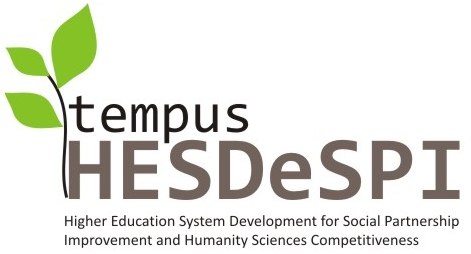 tempus
HESDeSPI
Higher Education System Development for Social Partnership
Improvement and Humanity Sciences Competitiveness